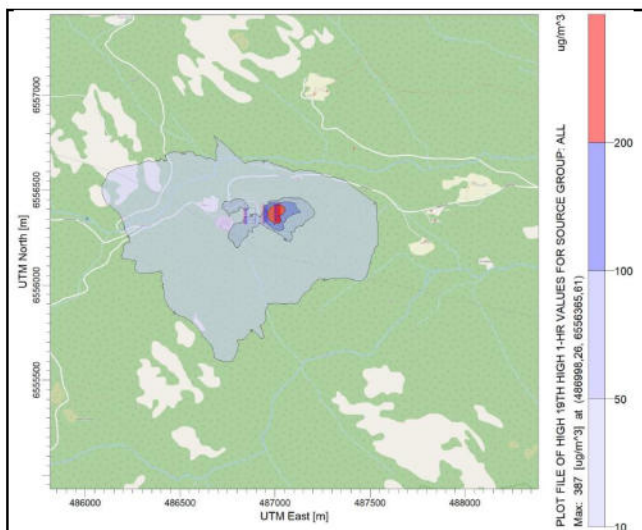 ug/m^3
200
100
50
10
PLOT FILE OF HIGH 19TH HIGH 1-HR VALUES FOR SOURCE GROUP: ALL
Max: 387 [ug/m^3] at (486998,26, 6556365,61)
UTM North [m]
6557000
6556500
6556000
6555500
486000 486500 487000 487500 488000
UTM East [m]